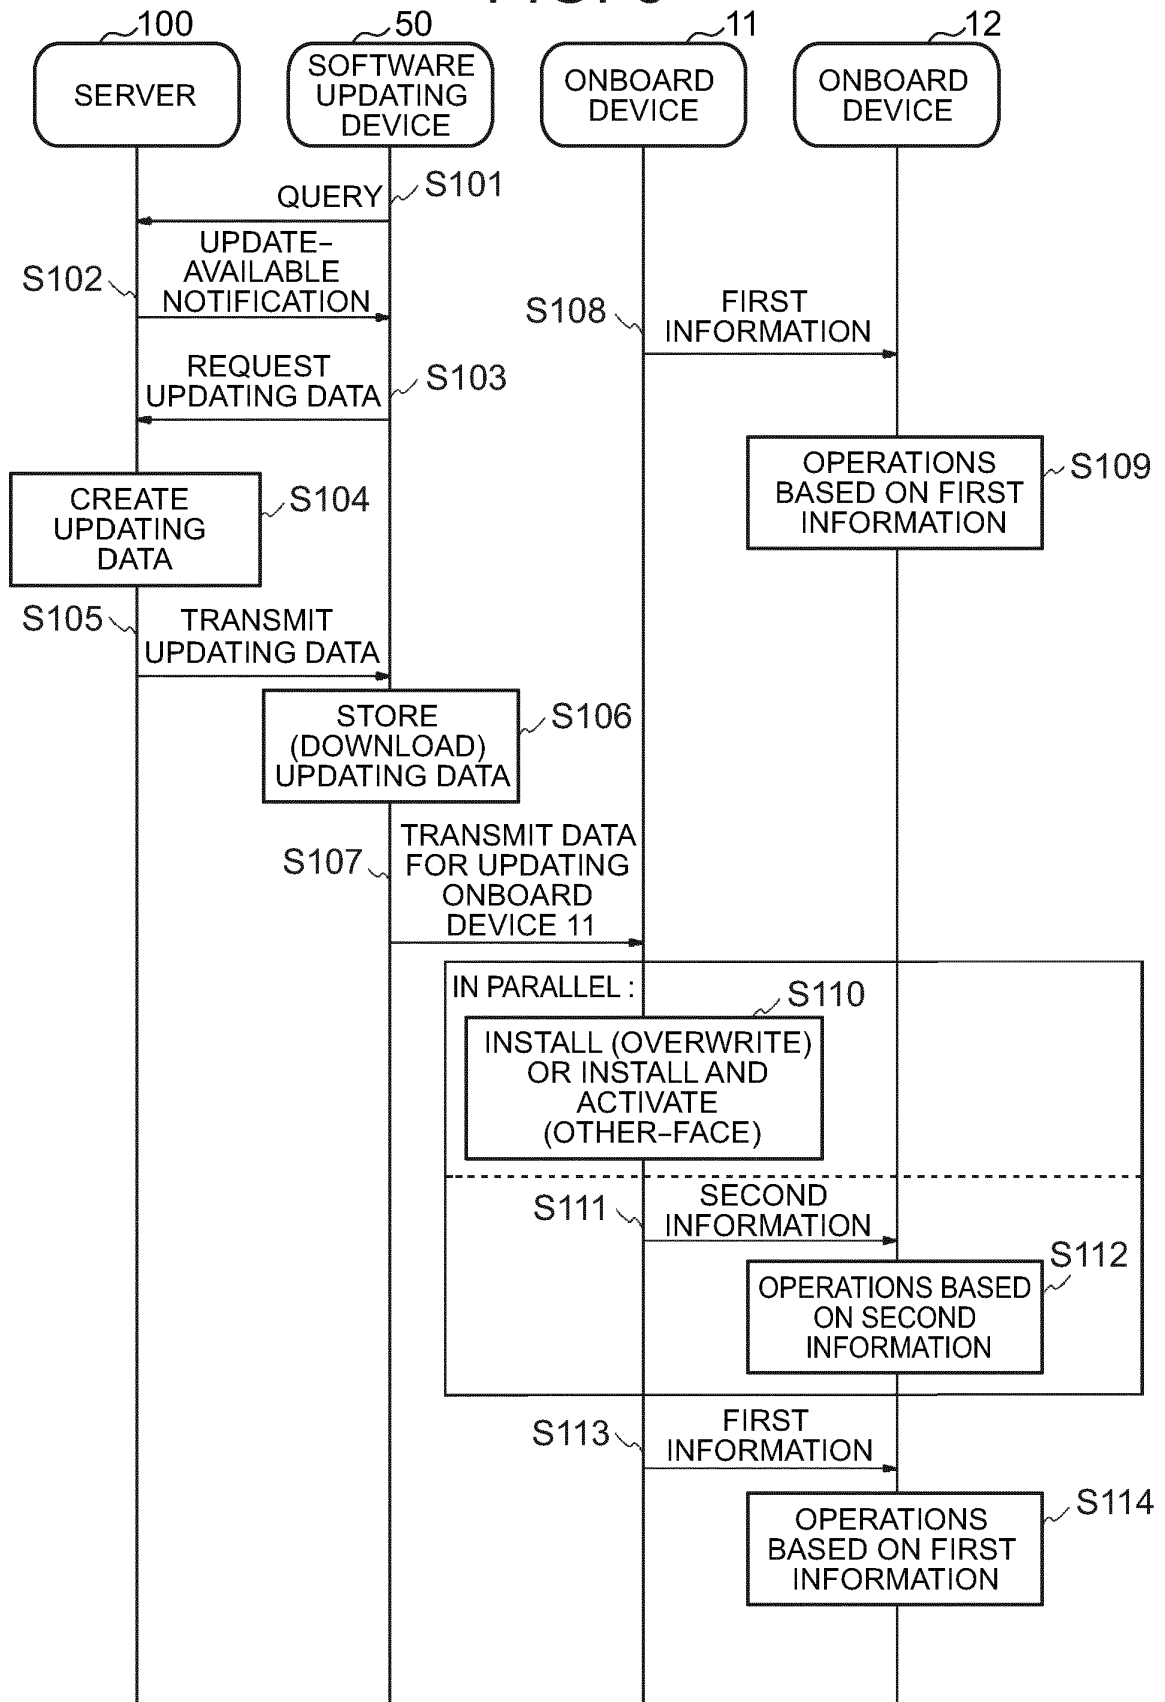 100
50
11
12
SERVER
SOFTWARE
UPDATING
DEVICE
ONBOARD
DEVICE
ONBOARD
DEVICE
QUERY
S101
UPDATE-
AVAILABLE
NOTIFICATION
S102
FIRST
INFORMATION
S108
REQUEST
UPDATING DATA
S103
OPERATIONS
BASED ON FIRST
INFORMATION
S109
CREATE
UPDATING
DATA
S104
S105
TRANSMIT
UPDATING DATA
STORE
(DOWNLOAD)
UPDATING DATA
S106
S107
TRANSMIT DATA
FOR UPDATING
ONBOARD
DEVICE 11
IN PARALLEL :
S110
INSTALL (OVERWRITE)
OR INSTALL AND
ACTIVATE
(OTHER-FACE)
S111
SECOND
INFORMATION
S112
OPERATIONS BASED
ON SECOND
INFORMATION
S113
FIRST
INFORMATION
S114
OPERATIONS
BASED ON FIRST
INFORMATION